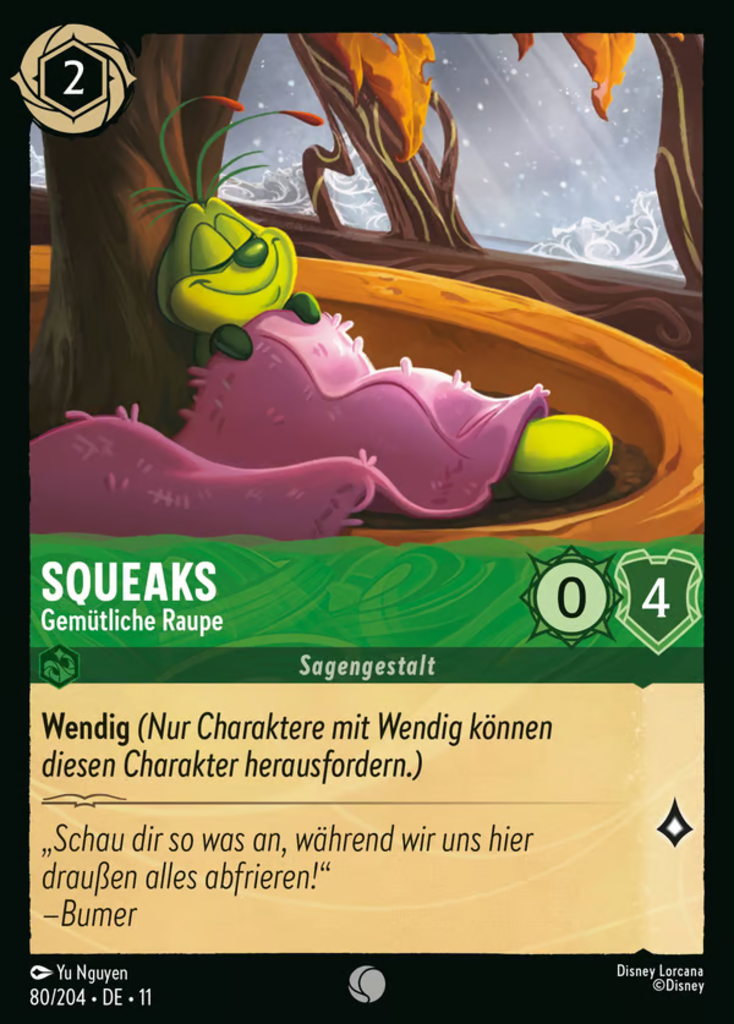 2
SQUEAKS
Gemütliche Raupe
0
4
Sagengestalt
Wendig (Nur Charaktere mit Wendig können
diesen Charakter herausfordern.)
„Schau dir so was an, während wir uns hier
draußen alles abfrieren!“
–Bumer
Yu Nguyen
80/204 • DE • 11
Disney Lorcana
©Disney